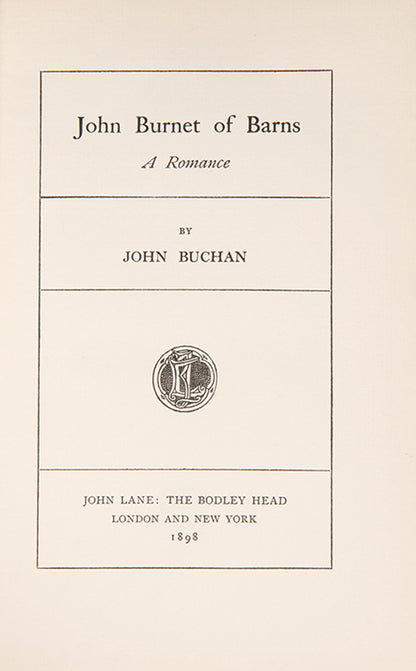 John Burnet of Barns
A Romance
BY
JOHN BUCHAN
JOHN LANE: THE BODLEY HEAD
LONDON AND NEW YORK
1898